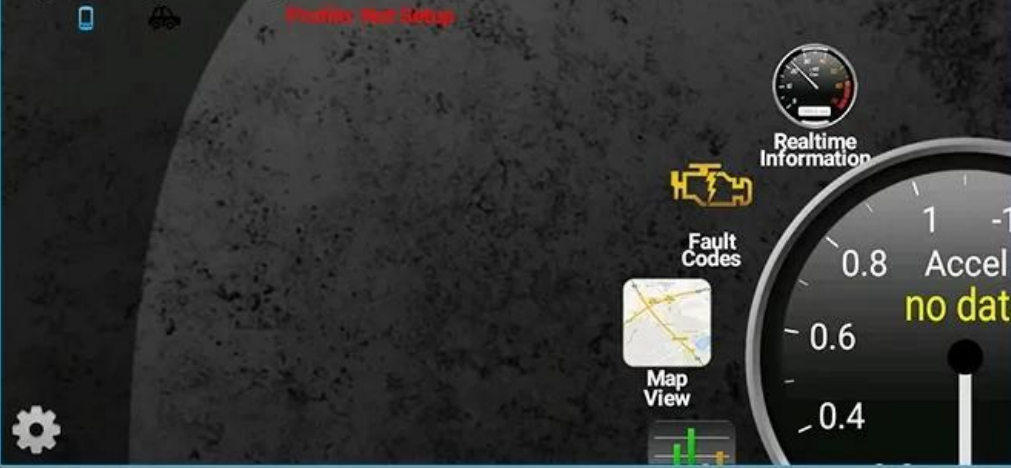 Profile: Not Setup
Realtime
Information
1
-1
Fault
Codes
0.8
Accel
no dat
Map
View
0.6
0.4